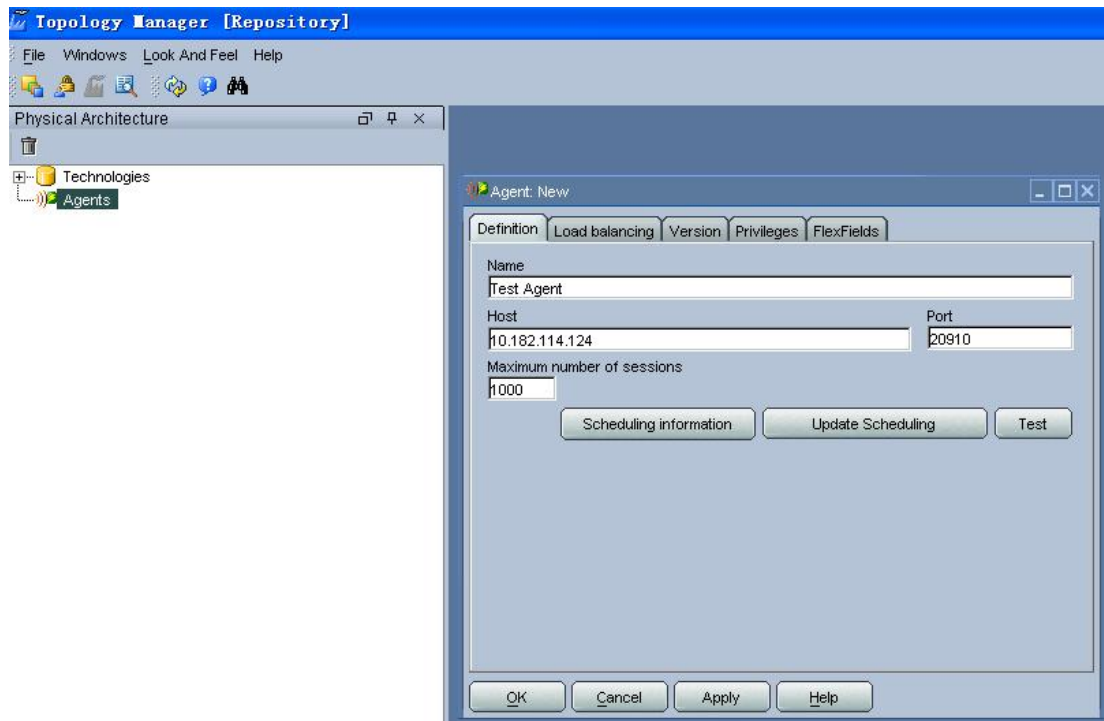 Topology Manager [Repository]
File Windows Look And Feel Help
Physical Architecture
Technologies
Agents
Agent: New
Definition Load balancing Version Privileges FlexFields
Name
Test Agent
Host Port
10.182.114.124 20910
Maximum number of sessions
1000
Scheduling information Update Scheduling Test
OK Cancel Apply Help